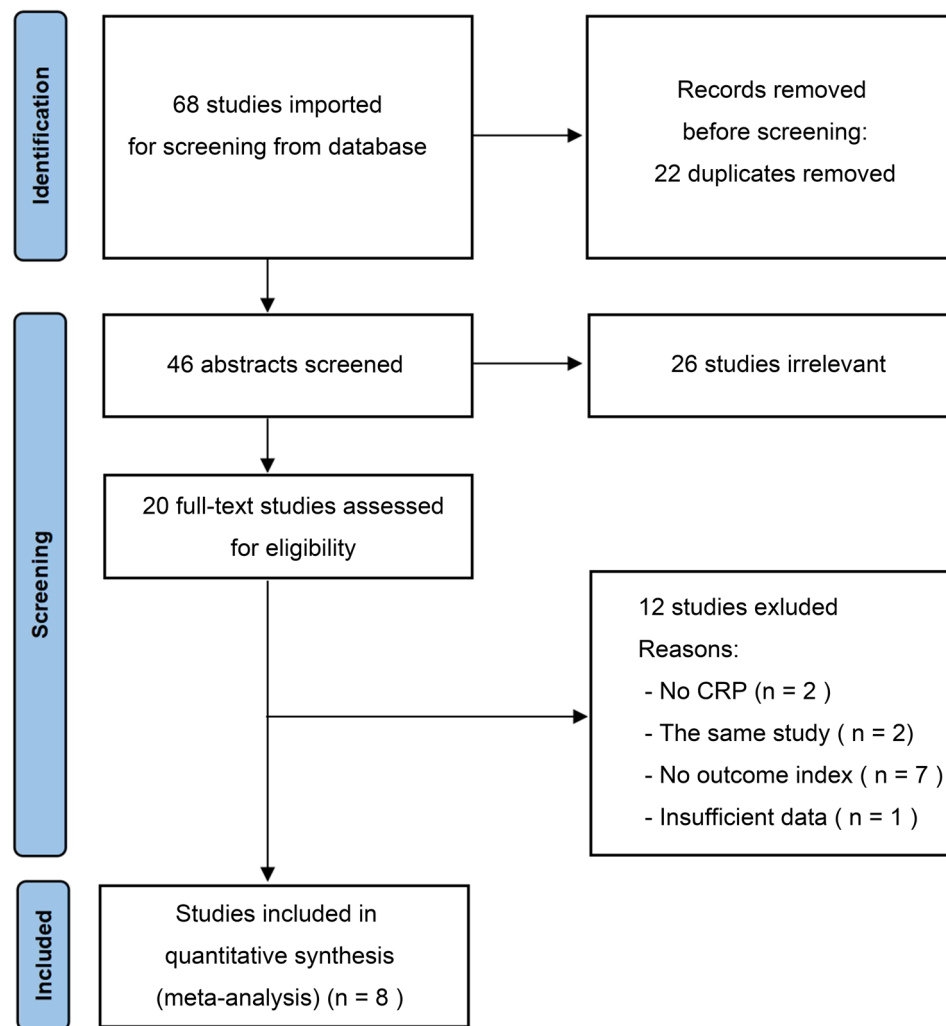 Identification
68 studies imported
for screening from database
Records removed
before screening:
22 duplicates removed
Screening
46 abstracts screened
26 studies irrelevant
20 full-text studies assessed
for eligibility
12 studies exluded
Reasons:
- No CRP (n = 2 )
- The same study ( n = 2)
- No outcome index ( n = 7 )
- Insufficient data ( n = 1 )
Included
Studies included in
quantitative synthesis
(meta-analysis) (n = 8 )